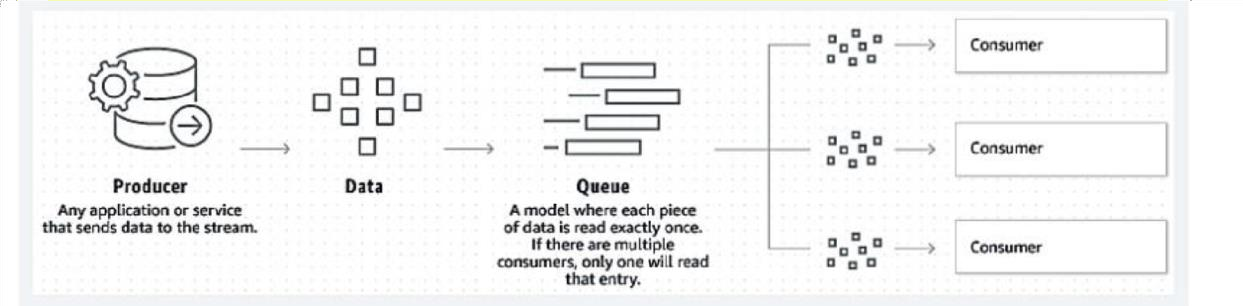 Producer
Any application or service
that sends data to the stream.
Data
Queue
A model where each piece
of data is read exactly once.
If there are multiple
consumers, only one will read
that entry.
Consumer
Consumer
Consumer